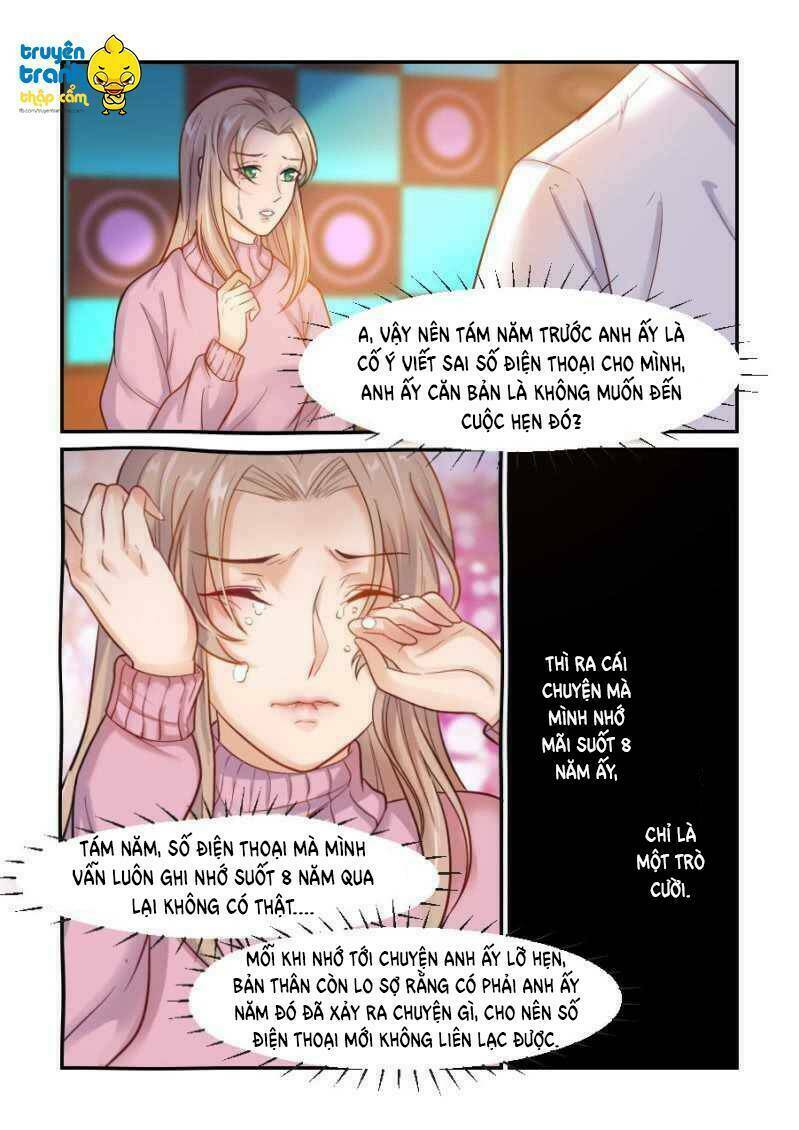 truyện
tranh
thập cẩm
A, VẬY NÊN TÁM NĂM TRƯỚC ANH ẤY LÀ
CỐ Ý VIẾT SAI SỐ ĐIỆN THOẠI CHO MÌNH,
ANH ẤY CĂN BẢN LÀ KHÔNG MUỐN ĐẾN
CUỘC HẸN ĐÓ?
THÌ RA CÁI
CHUYỆN MÀ
MÌNH NHỚ
MÃI SUỐT 8
NĂM ẤY,
CHỈ LÀ
MỘT TRÒ
CƯỜI.
TÁM NĂM, SỐ ĐIỆN THOẠI MÀ MÌNH
VẪN LUÔN GHI NHỚ SUỐT 8 NĂM QUA
LẠI KHÔNG CÓ THẬT....
MỖI KHI NHỚ TỚI CHUYỆN ANH ẤY LỠ HẸN,
BẢN THÂN CÒN LO SỢ RẰNG CÓ PHẢI ANH ẤY
NĂM ĐÓ ĐÃ XẢY RA CHUYỆN GÌ, CHO NÊN SỐ
ĐIỆN THOẠI MỚI KHÔNG LIÊN LẠC ĐƯỢC.